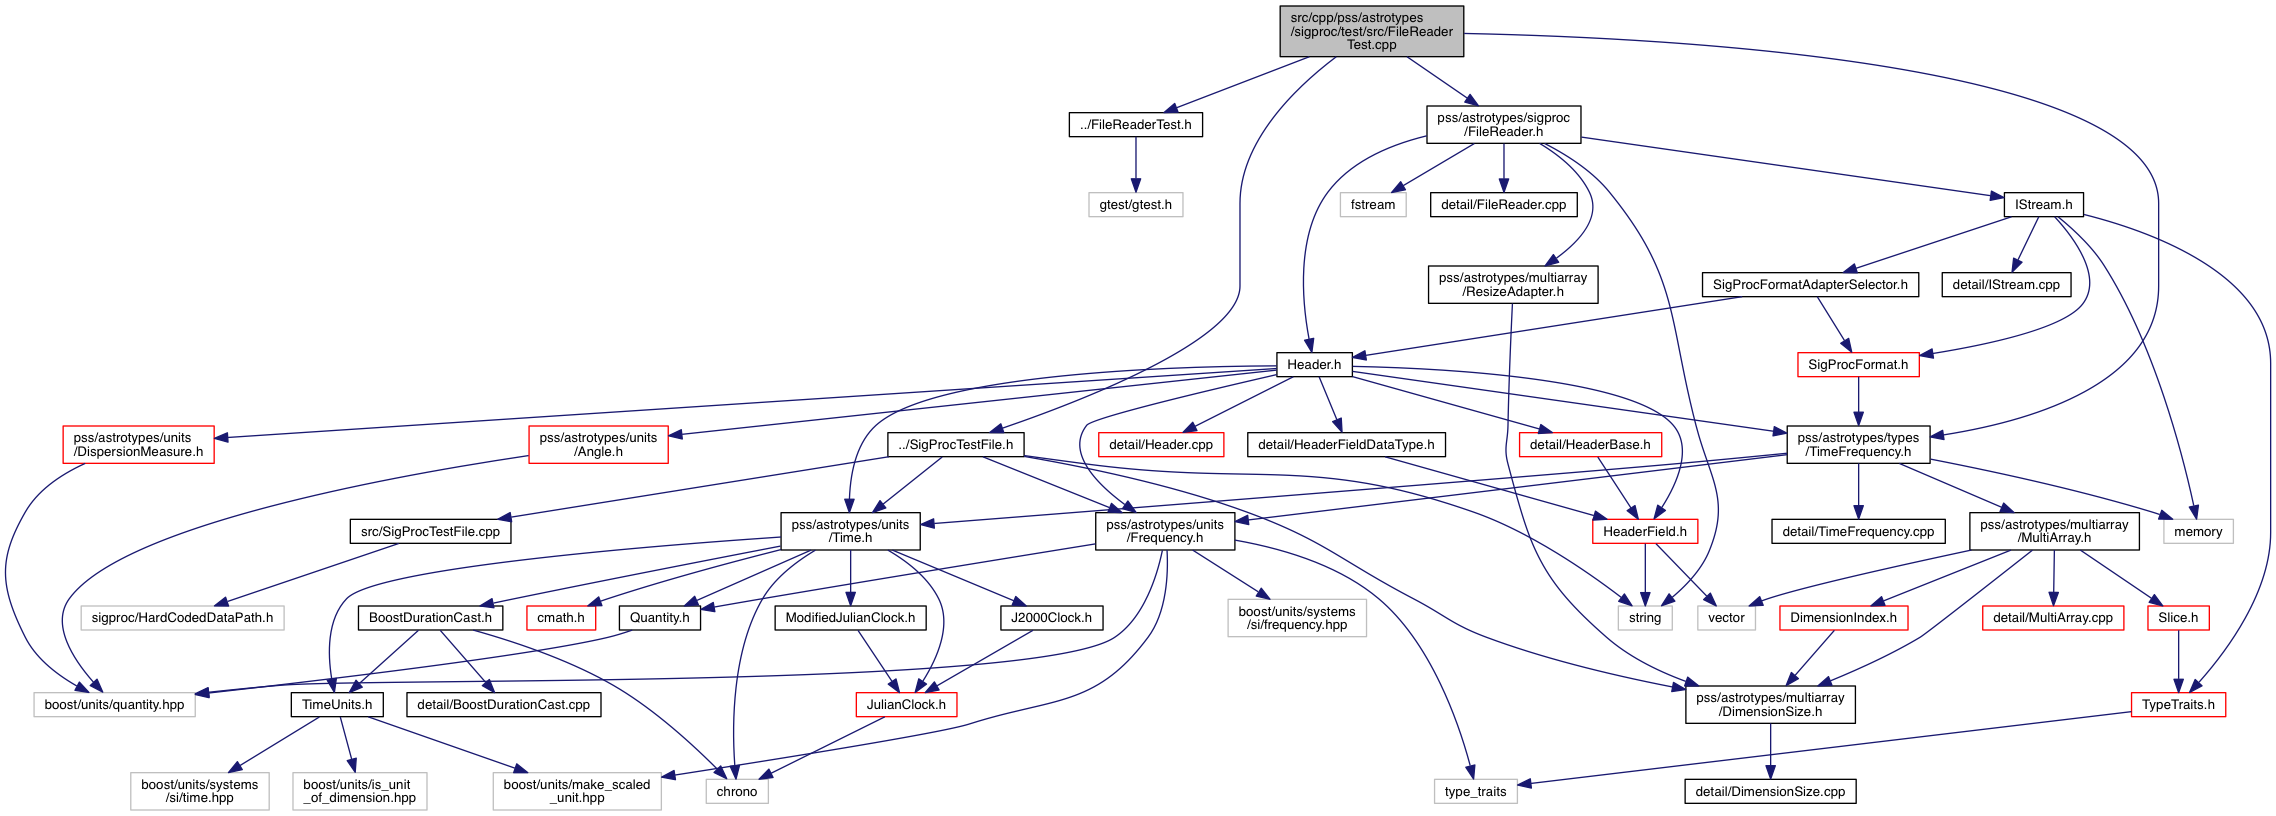 src/cpp/pss/astrotypes
/sigproc/test/src/FileReader
Test.cpp
../FileReaderTest.h
pss/astrotypes/sigproc
/FileReader.h
gtest/gtest.h
fstream
detail/FileReader.cpp
IStream.h
pss/astrotypes/multiarray
/ResizeAdapter.h
SigProcFormatAdapterSelector.h
detail/IStream.cpp
Header.h
SigProcFormat.h
pss/astrotypes/units
/DispersionMeasure.h
pss/astrotypes/units
/Angle.h
../SigProcTestFile.h
detail/Header.cpp
detail/HeaderFieldDataType.h
detail/HeaderBase.h
pss/astrotypes/types
/TimeFrequency.h
src/SigProcTestFile.cpp
pss/astrotypes/units
/Time.h
pss/astrotypes/units
/Frequency.h
HeaderField.h
detail/TimeFrequency.cpp
pss/astrotypes/multiarray
/MultiArray.h
memory
sigproc/HardCodedDataPath.h
BoostDurationCast.h
cmath.h
Quantity.h
ModifiedJulianClock.h
J2000Clock.h
boost/units/systems
/si/frequency.hpp
string
vector
DimensionIndex.h
detail/MultiArray.cpp
Slice.h
boost/units/quantity.hpp
TimeUnits.h
detail/BoostDurationCast.cpp
JulianClock.h
pss/astrotypes/multiarray
/DimensionSize.h
TypeTraits.h
boost/units/systems
/si/time.hpp
boost/units/is_unit
_of_dimension.hpp
boost/units/make_scaled
_unit.hpp
chrono
type_traits
detail/DimensionSize.cpp